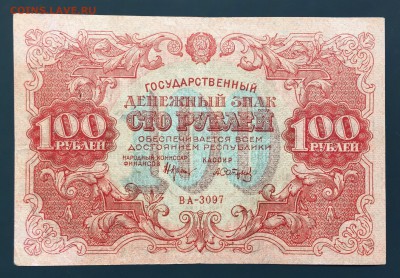 COINS.LAVE.RU
ГОСУДАРСТВЕННЫЙ
ДЕНЕЖНЫЙ ЗНАК
СТО РУБЛЕЙ
ОБЕСПЕЧИВАЕТСЯ ВСЕМ
ДОСТОЯНИЕМ РЕСПУБЛИКИ
100 РУБЛЕЙ
100
100 РУБЛЕЙ
НАРОДНЫЙ КОМИССАР ФИНАНСОВ
КАССИР
ВА-3097